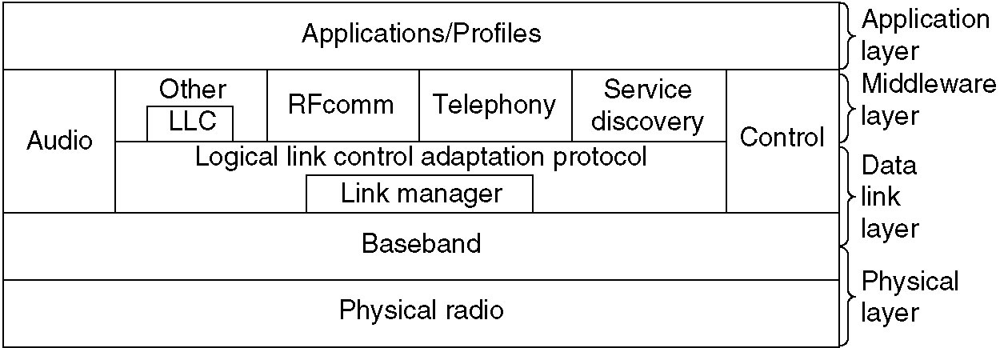 Applications/Profiles
Application
layer
Audio
Other
LLC
RFcomm
Telephony
Service
discovery
Control
Middleware
layer
Logical link control adaptation protocol
Link manager
Data
link
layer
Baseband
Physical radio
Physical
layer